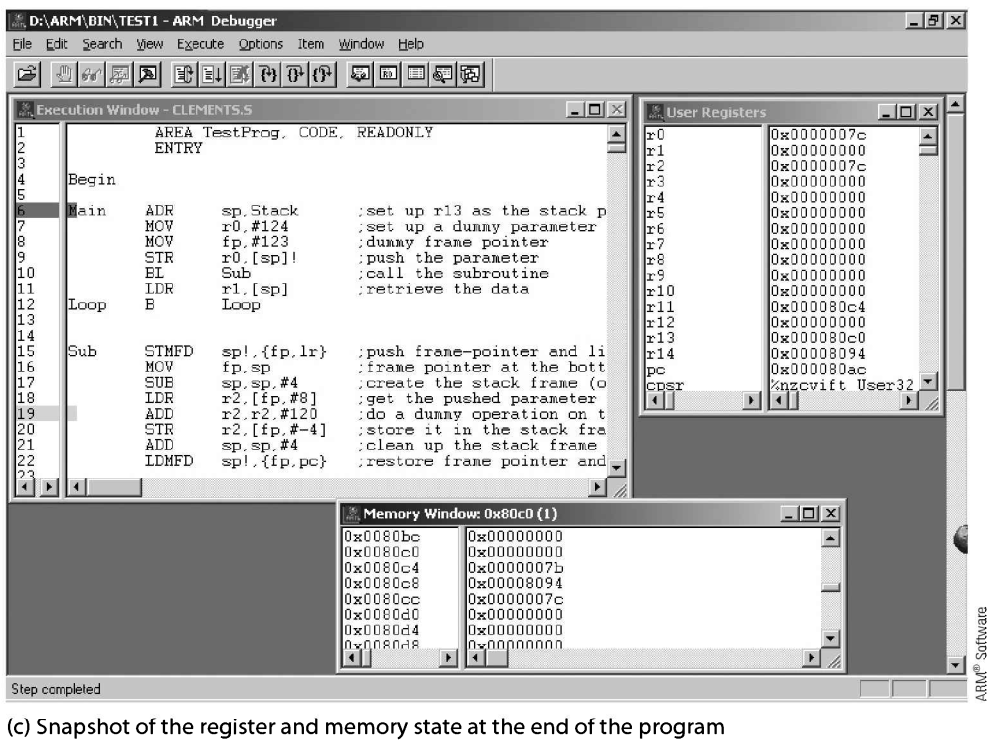 D:\ARM\BIN\TEST1 - ARM Debugger
File Edit Search View Execute Options Item Window Help
Execution Window - CLEMENTS.S
1 AREA TestProg, CODE, READONLY
2 ENTRY
3
4 Begin
5
6 Main ADR sp,Stack ;set up r13 as the stack p
7 MOV r0,#124 ;set up a dummy parameter
8 MOV fp,#123 ;dummy frame pointer
9 STR r0,[sp]! ;push the parameter
10 BL Sub ;call the subroutine
11 LDR r1,[sp] ;retrieve the data
12 Loop B Loop
13
14
15 Sub STMFD sp!,{fp,lr} ;push frame-pointer and li
16 MOV fp,sp ;frame pointer at the bott
17 SUB sp,sp,#4 ;create the stack frame (o
18 LDR r2,[fp,#8] ;get the pushed parameter
19 ADD r2,r2,#120 ;do a dummy operation on t
20 STR r2,[fp,#-4] ;store it in the stack fra
21 ADD sp,sp,#4 ;clean up the stack frame
22 LDMFD sp!,{fp,pc} ;restore frame pointer and
23
User Registers
r0 0x0000007c
r1 0x00000000
r2 0x0000007c
r3 0x00000000
r4 0x00000000
r5 0x00000000
r6 0x00000000
r7 0x00000000
r8 0x00000000
r9 0x00000000
r10 0x00000000
r11 0x000080c4
r12 0x00000000
r13 0x000080c0
r14 0x00008094
pc 0x000080ac
cpsr %nzcvift User32
Memory Window: 0x80c0 (1)
0x0080bc 0x00000000
0x0080c0 0x00000000
0x0080c4 0x0000007b
0x0080c8 0x00008094
0x0080cc 0x0000007c
0x0080d0 0x00000000
0x0080d4 0x00000000
0x0080d8 0x00000000
Step completed
ARM® Software
(c) Snapshot of the register and memory state at the end of the program